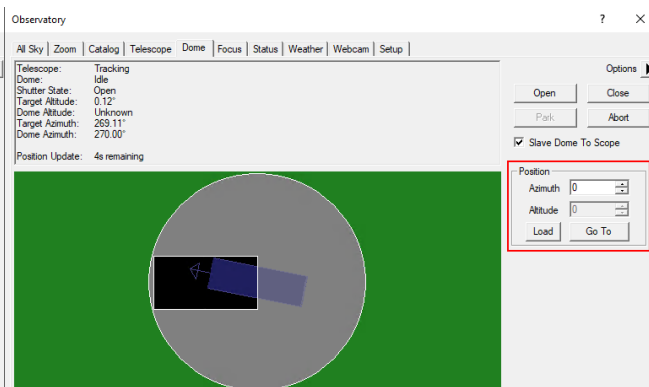 Observatory ? ×
All Sky Zoom Catalog Telescope Dome Focus Status Weather Webcam Setup
Telescope: Tracking
Dome: Idle
Shutter State: Open
Target Altitude: 0.12°
Dome Altitude: Unknown
Target Azimuth: 269.11°
Dome Azimuth: 270.00°
Position Update: 4s remaining
Options
Open Close
Park Abort
Slave Dome To Scope
Position
Azimuth 0
Altitude 0
Load Go To